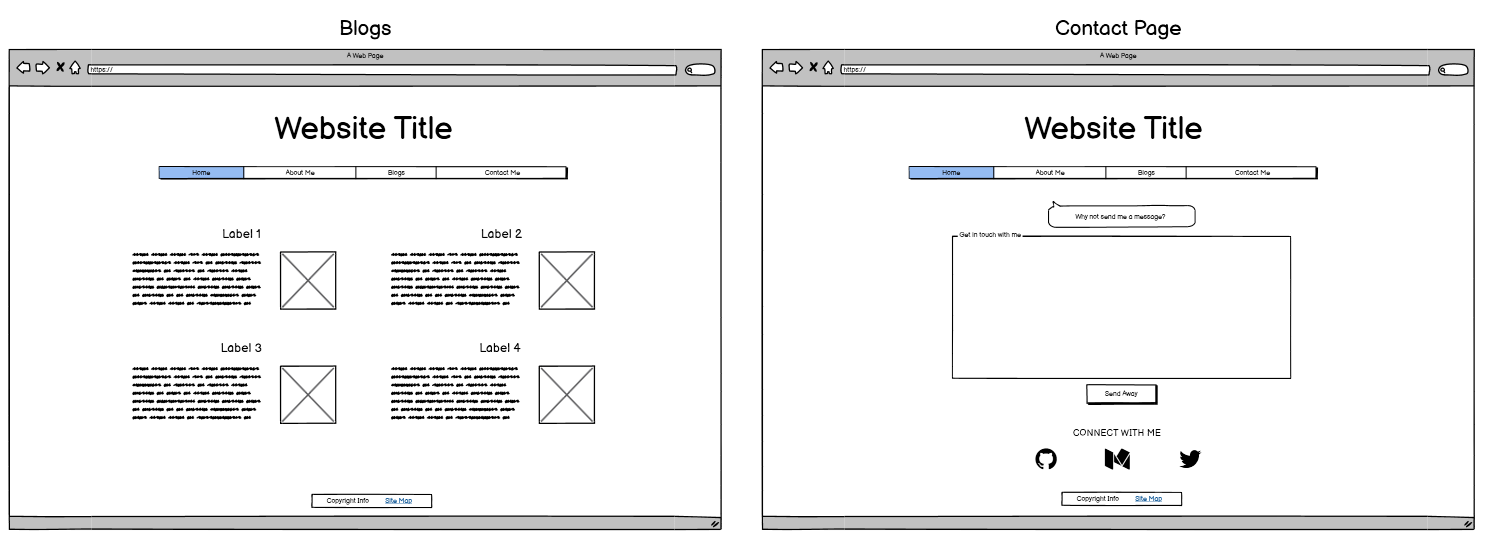 Blogs
A Web Page
https://
Website Title
Home About Me Blogs Contact Me
Label 1 Label 2
Label 3 Label 4
Copyright Info Site Map
Contact Page
A Web Page
https://
Website Title
Home About Me Blogs Contact Me
Why not send me a message?
Get in touch with me
Send Away
CONNECT WITH ME
Copyright Info Site Map